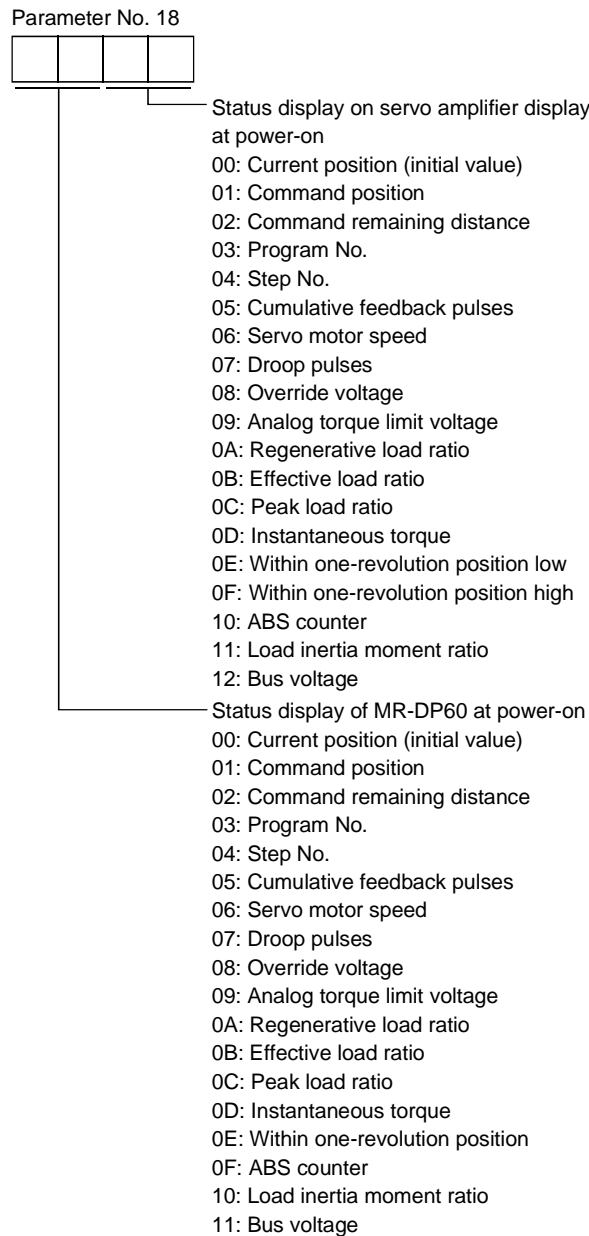 Parameter No. 18
Status display on servo amplifier display
at power-on
00: Current position (initial value)
01: Command position
02: Command remaining distance
03: Program No.
04: Step No.
05: Cumulative feedback pulses
06: Servo motor speed
07: Droop pulses
08: Override voltage
09: Analog torque limit voltage
0A: Regenerative load ratio
0B: Effective load ratio
0C: Peak load ratio
0D: Instantaneous torque
0E: Within one-revolution position low
0F: Within one-revolution position high
10: ABS counter
11: Load inertia moment ratio
12: Bus voltage
Status display of MR-DP60 at power-on
00: Current position (initial value)
01: Command position
02: Command remaining distance
03: Program No.
04: Step No.
05: Cumulative feedback pulses
06: Servo motor speed
07: Droop pulses
08: Override voltage
09: Analog torque limit voltage
0A: Regenerative load ratio
0B: Effective load ratio
0C: Peak load ratio
0D: Instantaneous torque
0E: Within one-revolution position
0F: ABS counter
10: Load inertia moment ratio
11: Bus voltage